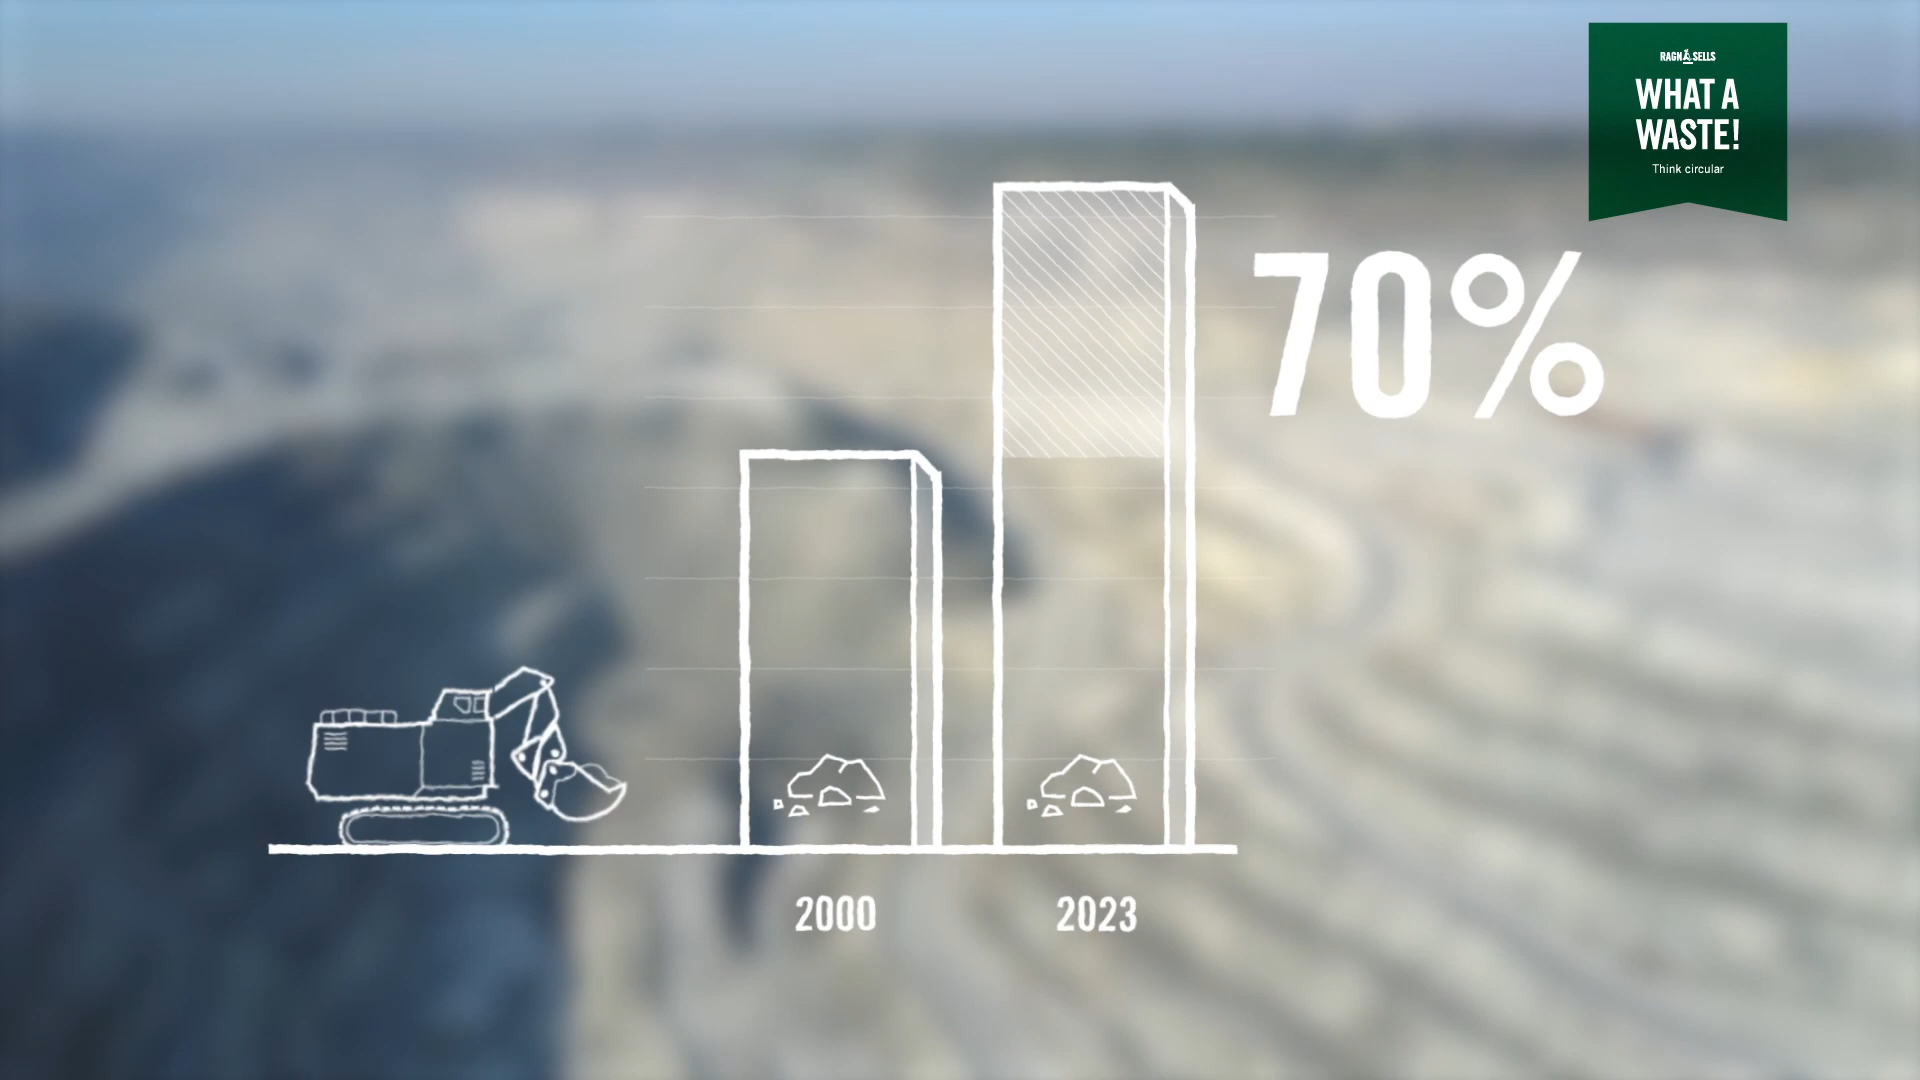 RAGN SELLS
WHAT A
WASTE!
Think circular
70%
2000
2023